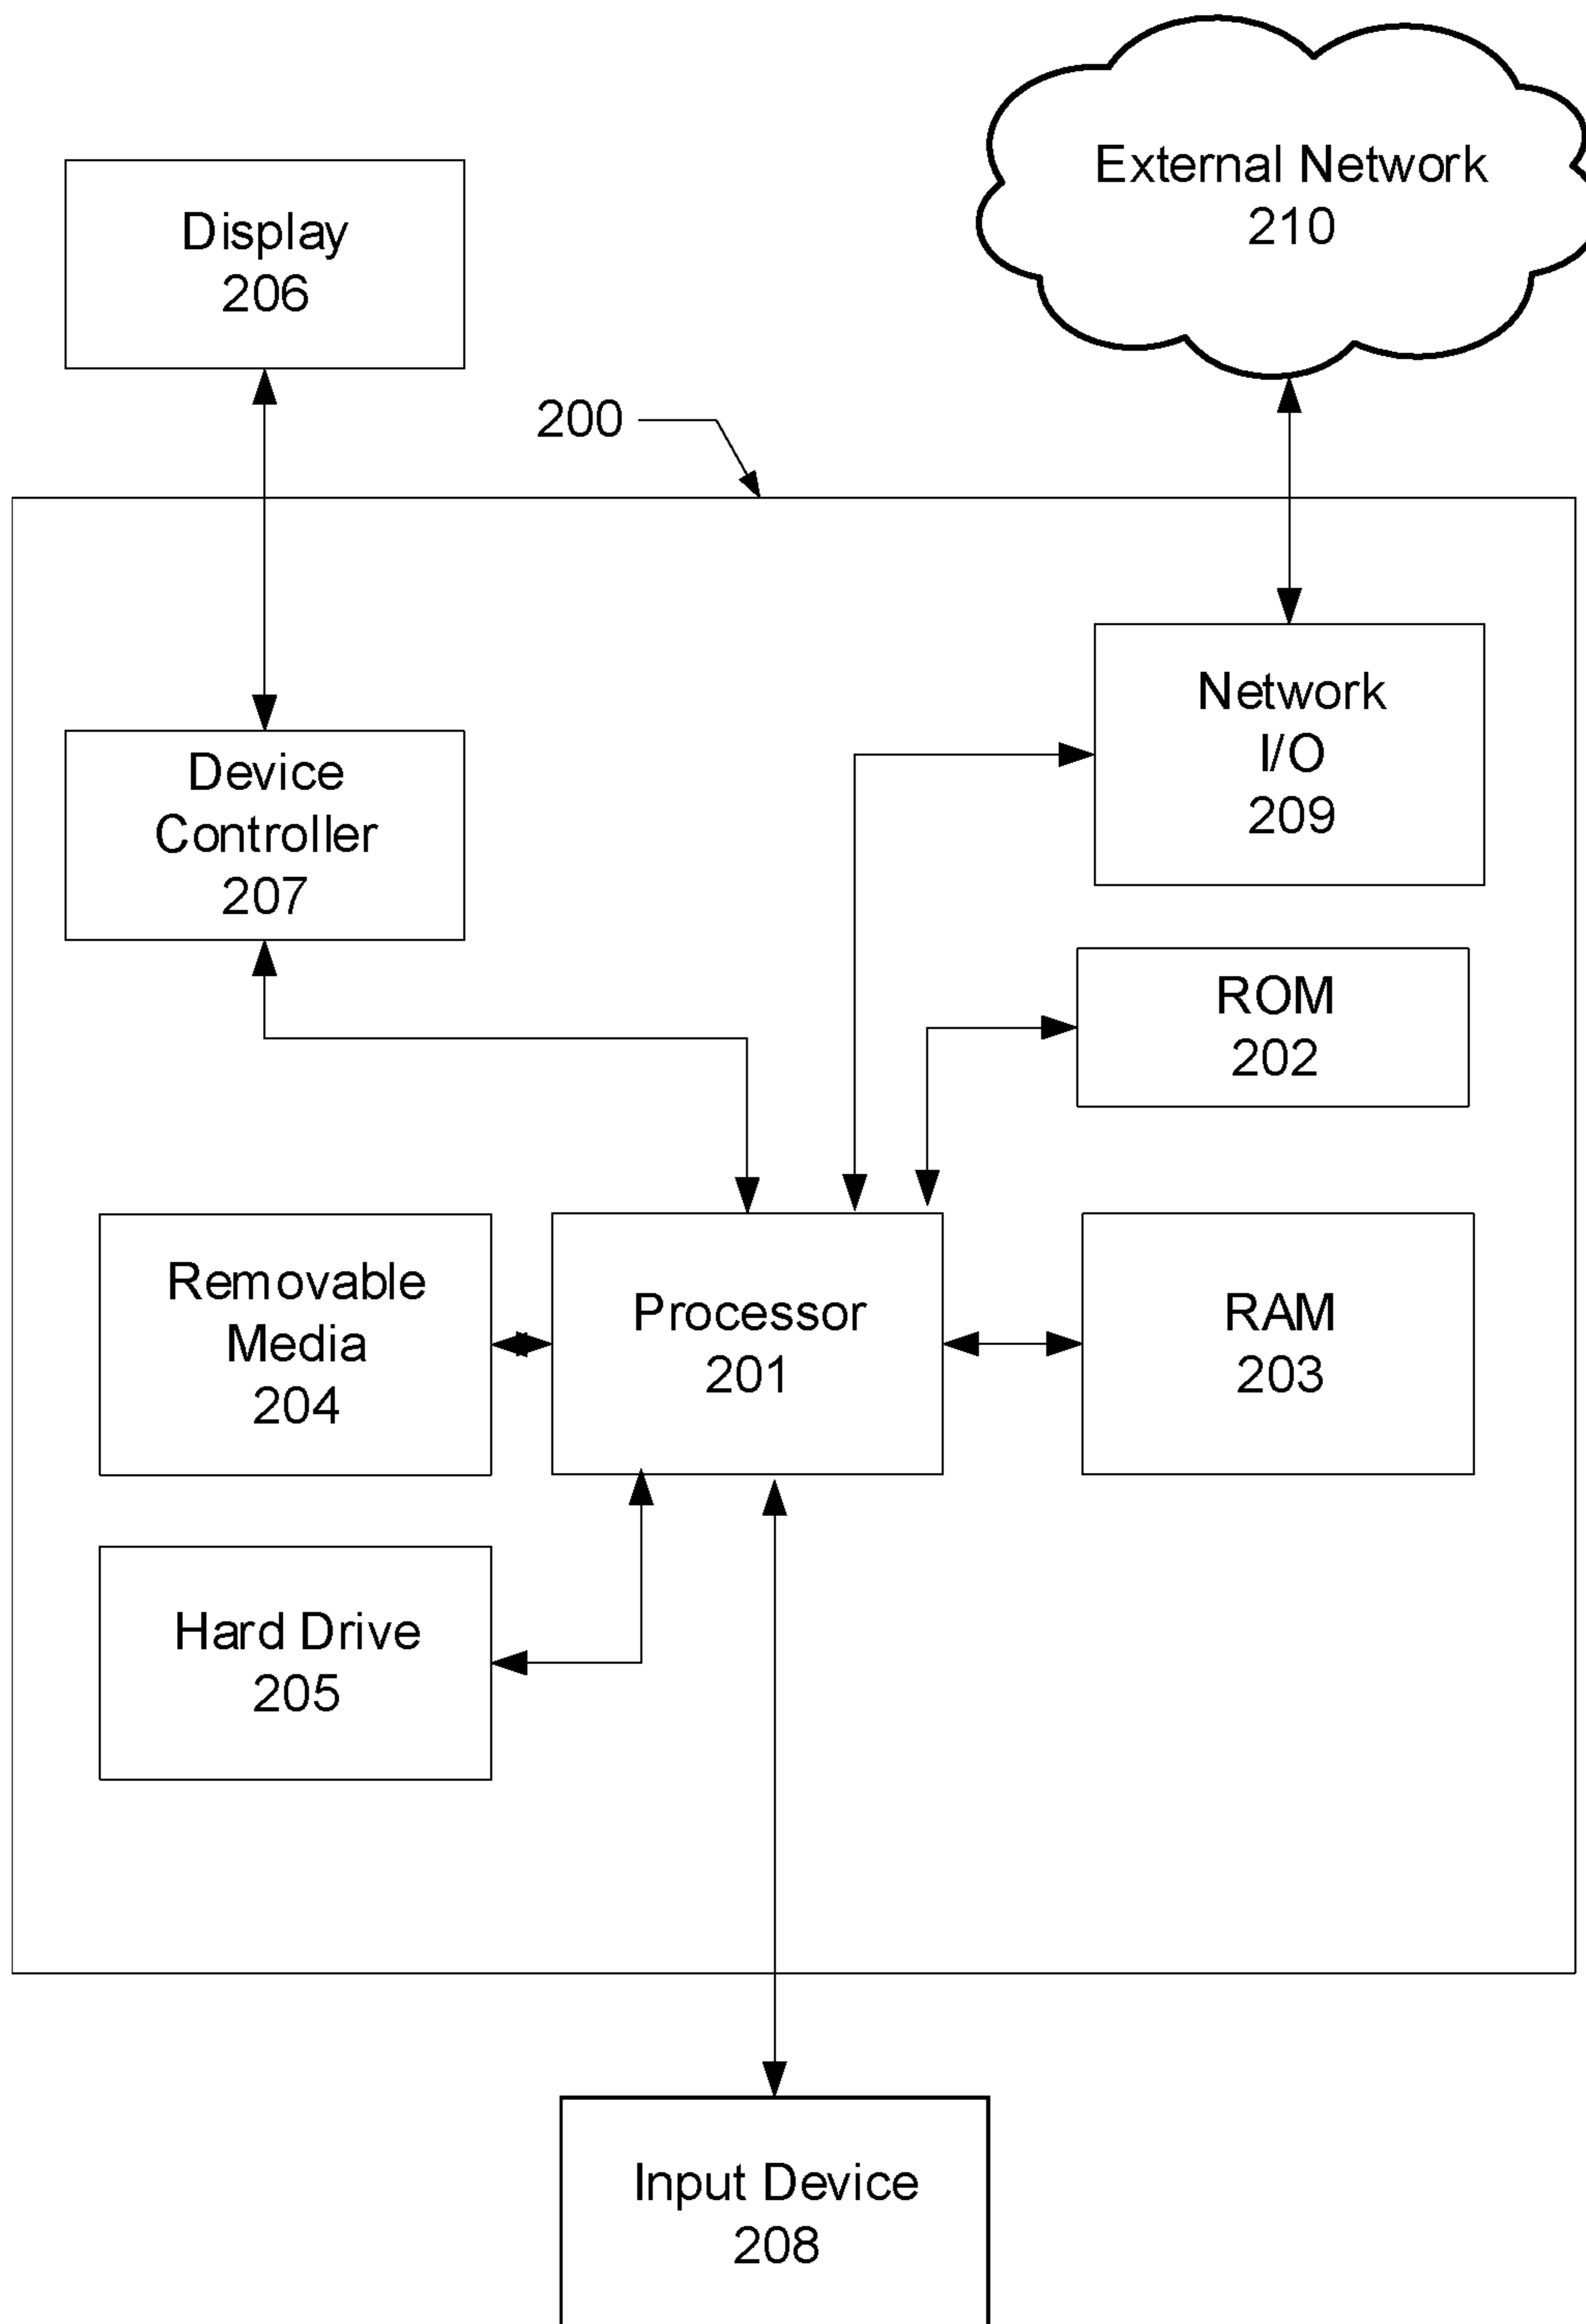 External Network
210
Display
206
200
Network
I/O
209
Device
Controller
207
ROM
202
Removable
Media
204
Processor
201
RAM
203
Hard Drive
205
Input Device
208